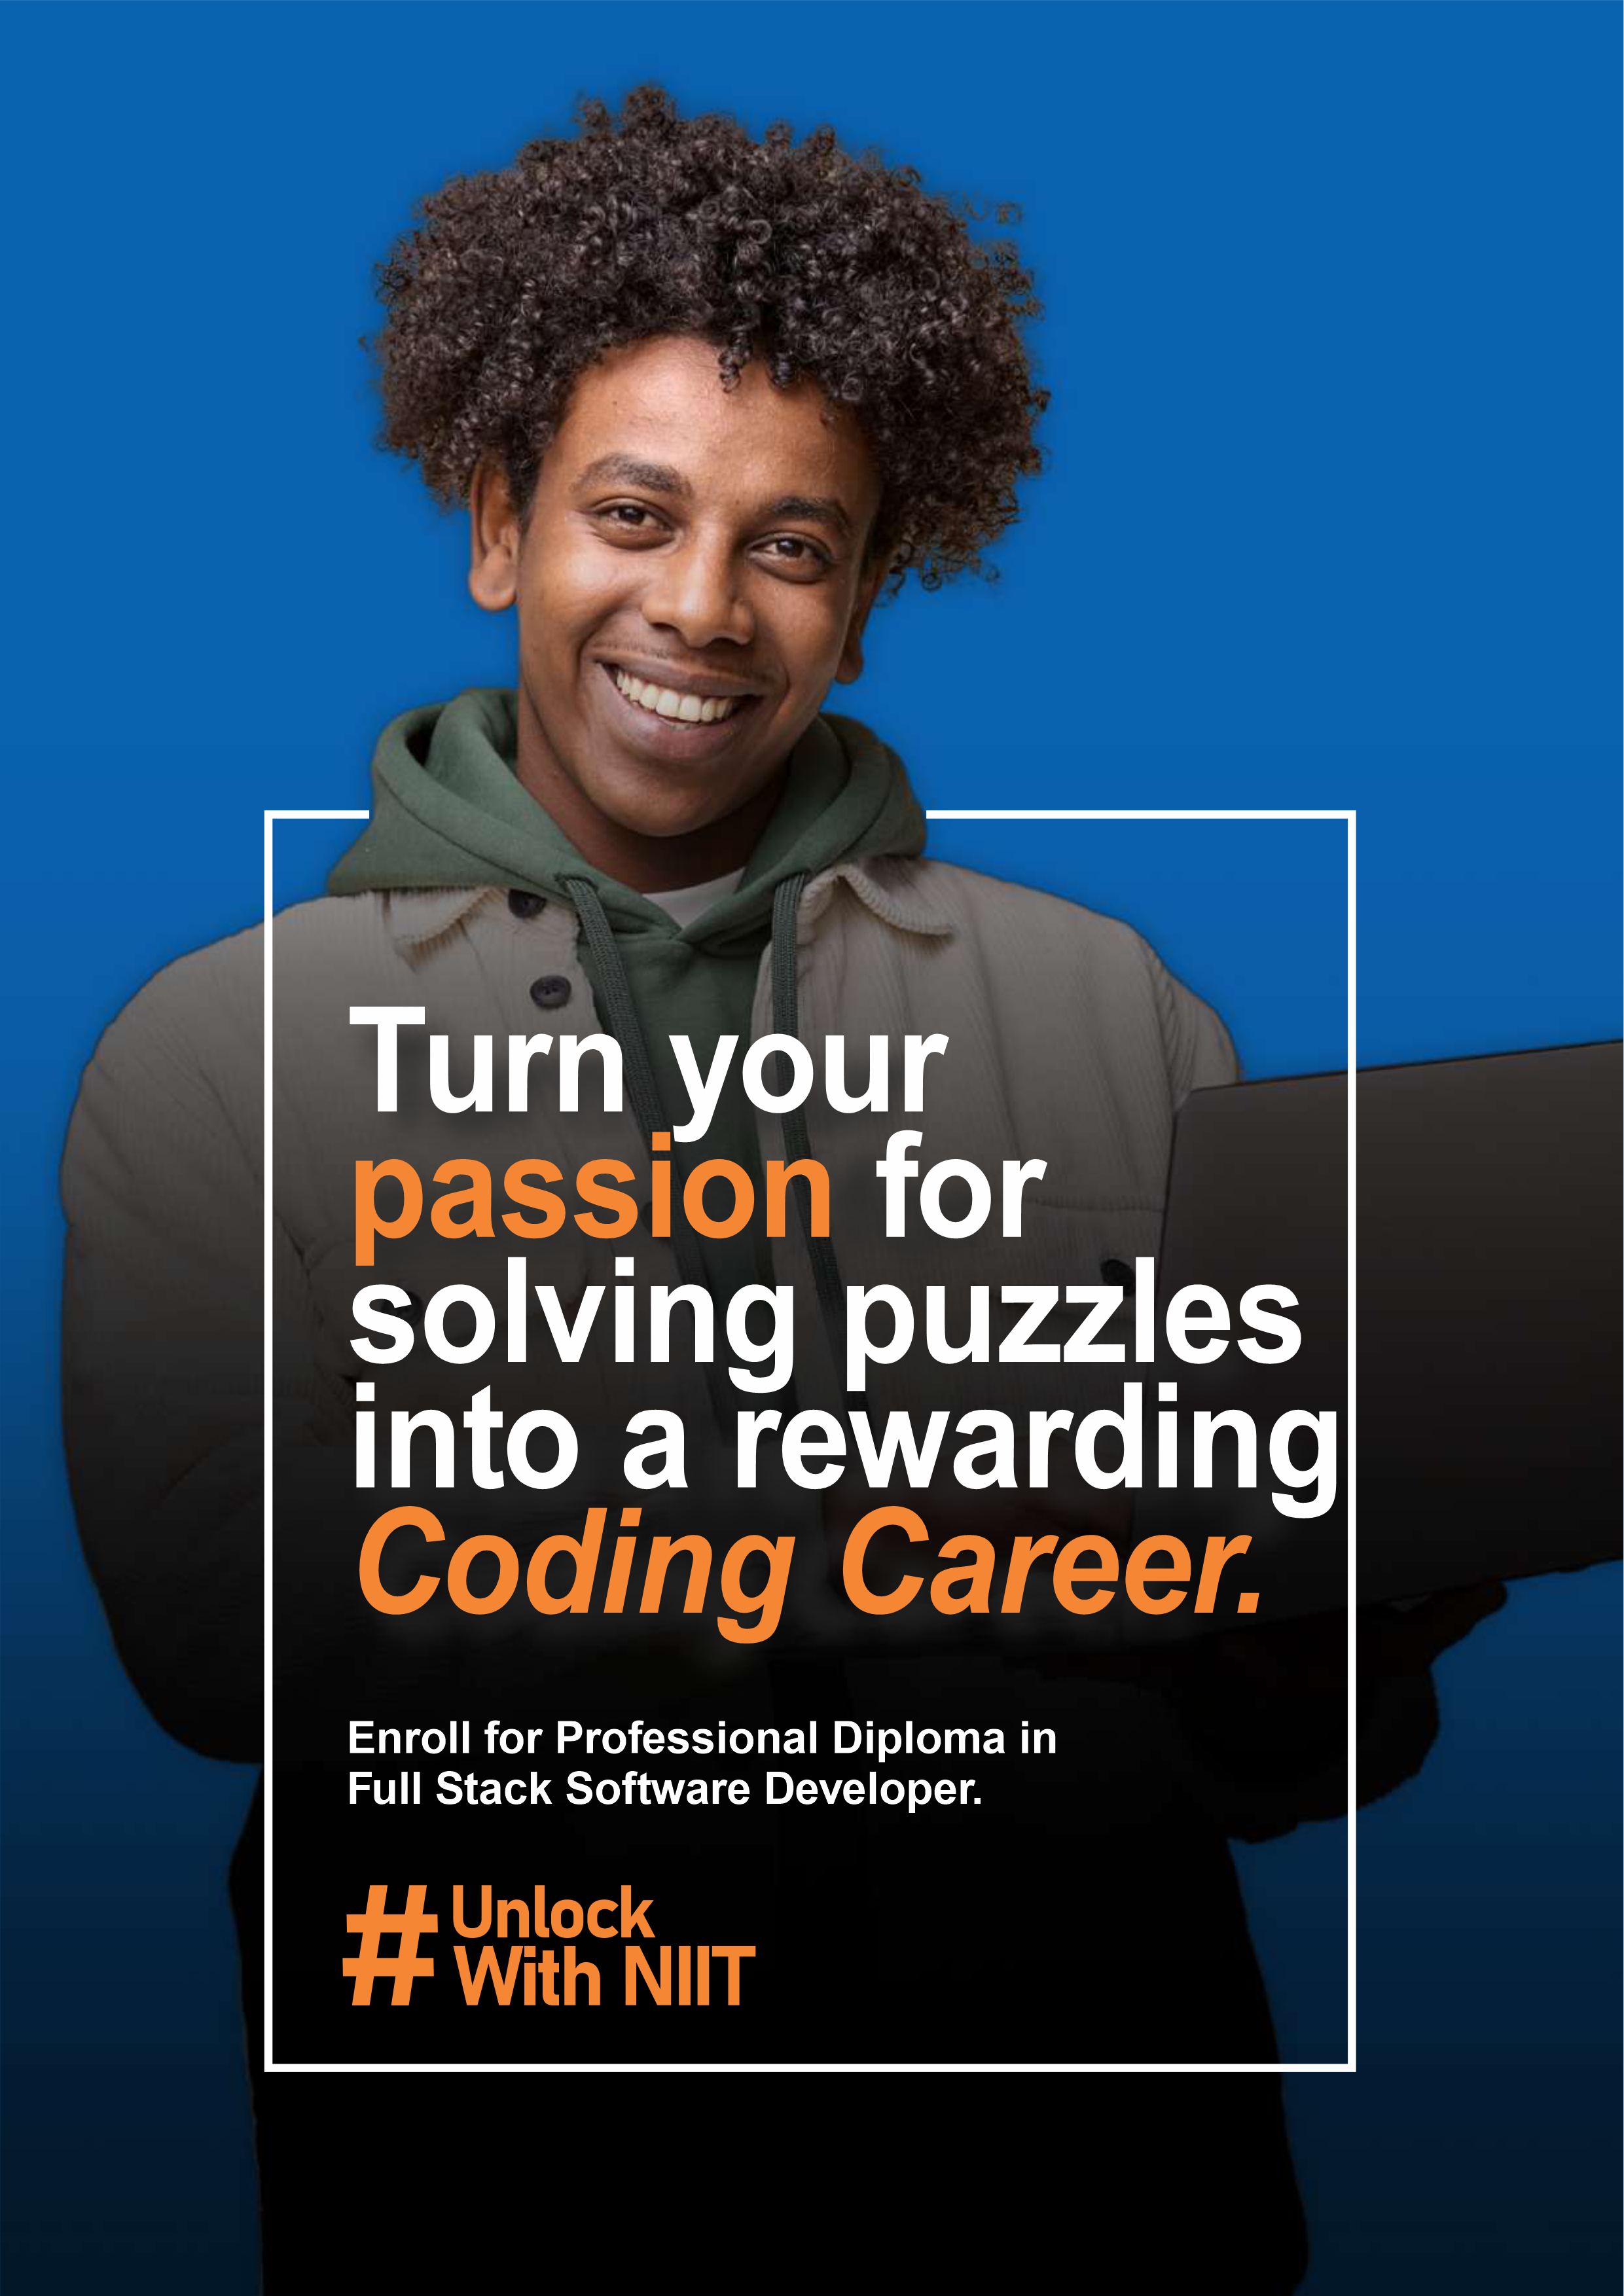 Turn your
passion for
solving puzzles
into a rewarding
Coding Career.
Enroll for Professional Diploma in
Full Stack Software Developer.
# Unlock
With NIIT